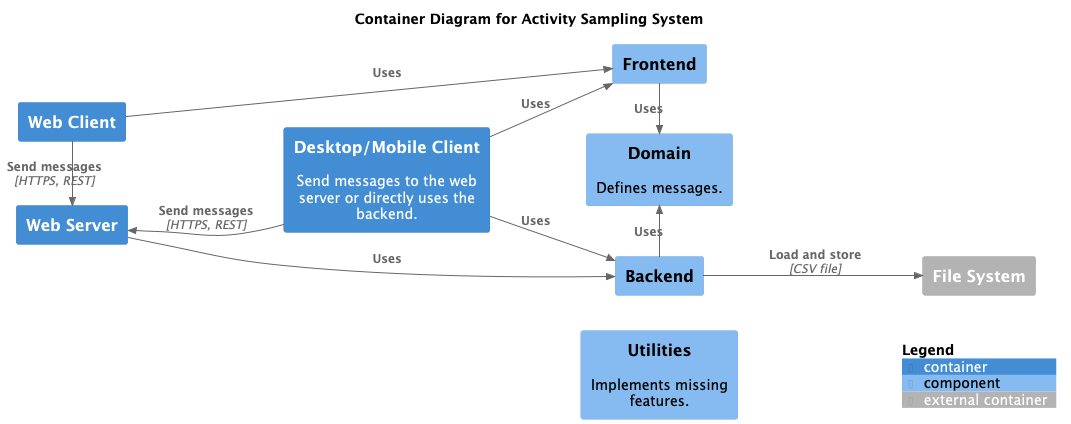 Container Diagram for Activity Sampling System
Frontend
Uses
Uses
Uses
Web Client
Desktop/Mobile Client
Send messages to the web
server or directly uses the
backend.
Domain
Defines messages.
Send messages
[HTTPS, REST]
Web Server
Send messages
[HTTPS, REST]
Uses
Uses
Uses
Backend
Load and store
[CSV file]
File System
Utilities
Implements missing
features.
Legend
container
component
external container